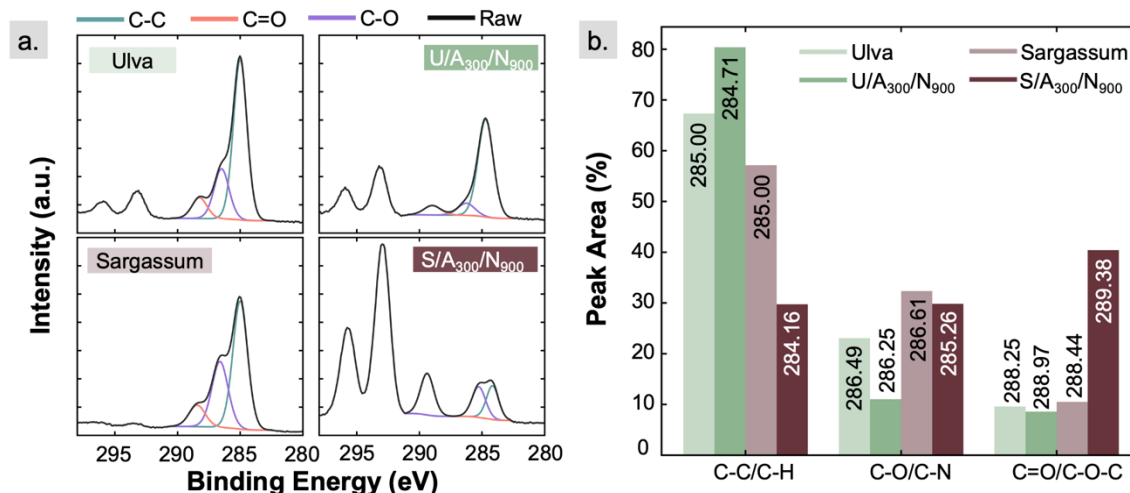 a.
C-C C=O C-O Raw
Ulva
U/A₃₀₀/N₉₀₀
Sargassum
S/A₃₀₀/N₉₀₀
Intensity (a.u.)
295 290 285 280 295 290 285 280
Binding Energy (eV)
b.
Ulva Sargassum
U/A₃₀₀/N₉₀₀ S/A₃₀₀/N₉₀₀
Peak Area (%)
80
70
60
50
40
30
20
10
0
285.00 284.71 285.00 284.16
286.49 286.25 286.61 285.26
288.25 288.97 288.44 289.38
C-C/C-H C-O/C-N C=O/C-O-C